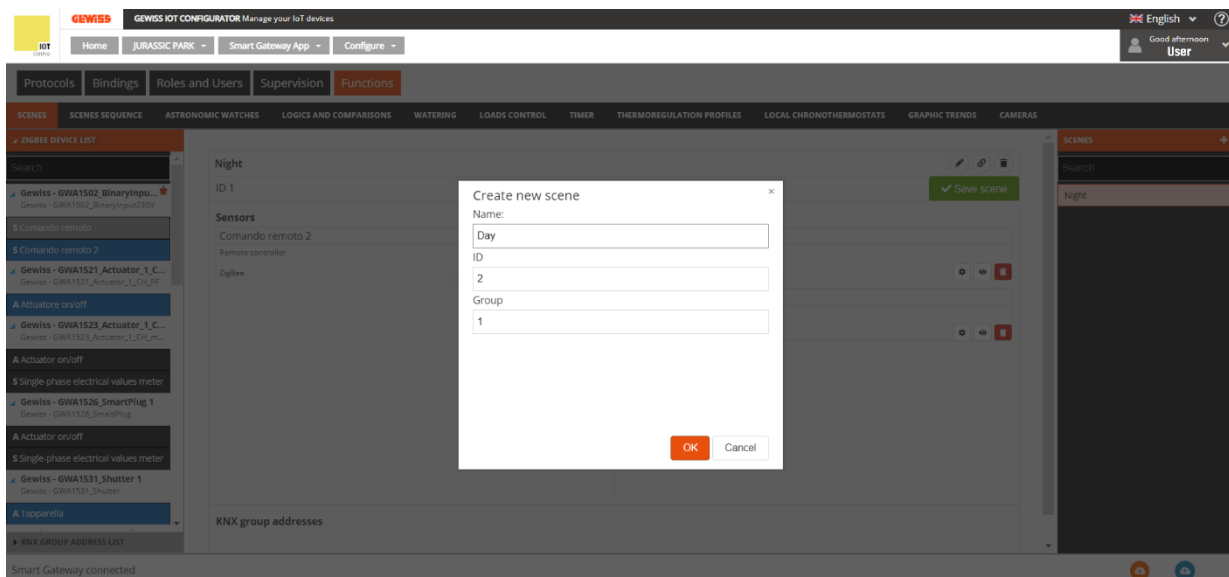 GEWISS
GEWISS IOT CONFIGURATOR Manage your IoT devices
English
IOT
Home
JURASSIC PARK
Smart Gateway App
Configure
Good afternoon
User
Protocols
Bindings
Roles and Users
Supervision
Functions
SCENES
SCENES SEQUENCE
ASTRONOMIC WATCHES
LOGICS AND COMPARISONS
WATERING
LOADS CONTROL
TIMER
THERMOREGULATION PROFILES
LOCAL CHRONOTHERMOSTATS
GRAPHIC TRENDS
CAMERAS
ZIGBEE DEVICE LIST
Search
Gewiss - GWA1502_BinaryInpu...
Gewiss - GWA1502_BinaryInput230V
S Comando remoto
S Comando remoto 2
Gewiss - GWA1521_Actuator_1_C...
Gewiss - GWA1521_Actuator_1_CH_PF
A Attuatore on/off
Gewiss - GWA1523_Actuator_1_C...
Gewiss - GWA1523_Actuator_1_CH_m...
A Actuator on/off
S Single-phase electrical values meter
Gewiss - GWA1526_SmartPlug 1
Gewiss - GWA1526_SmartPlug
A Actuator on/off
S Single-phase electrical values meter
Gewiss - GWA1531_Shutter 1
Gewiss - GWA1531_Shutter
A Tapparella
KNX GROUP ADDRESS LIST
Night
ID 1
Save scene
Sensors
Comando remoto 2
Remote controller
ZigBee
KNX group addresses
Create new scene
×
Name:
Day
ID
2
Group
1
OK
Cancel
SCENES
+
Search
Night
Smart Gateway connected